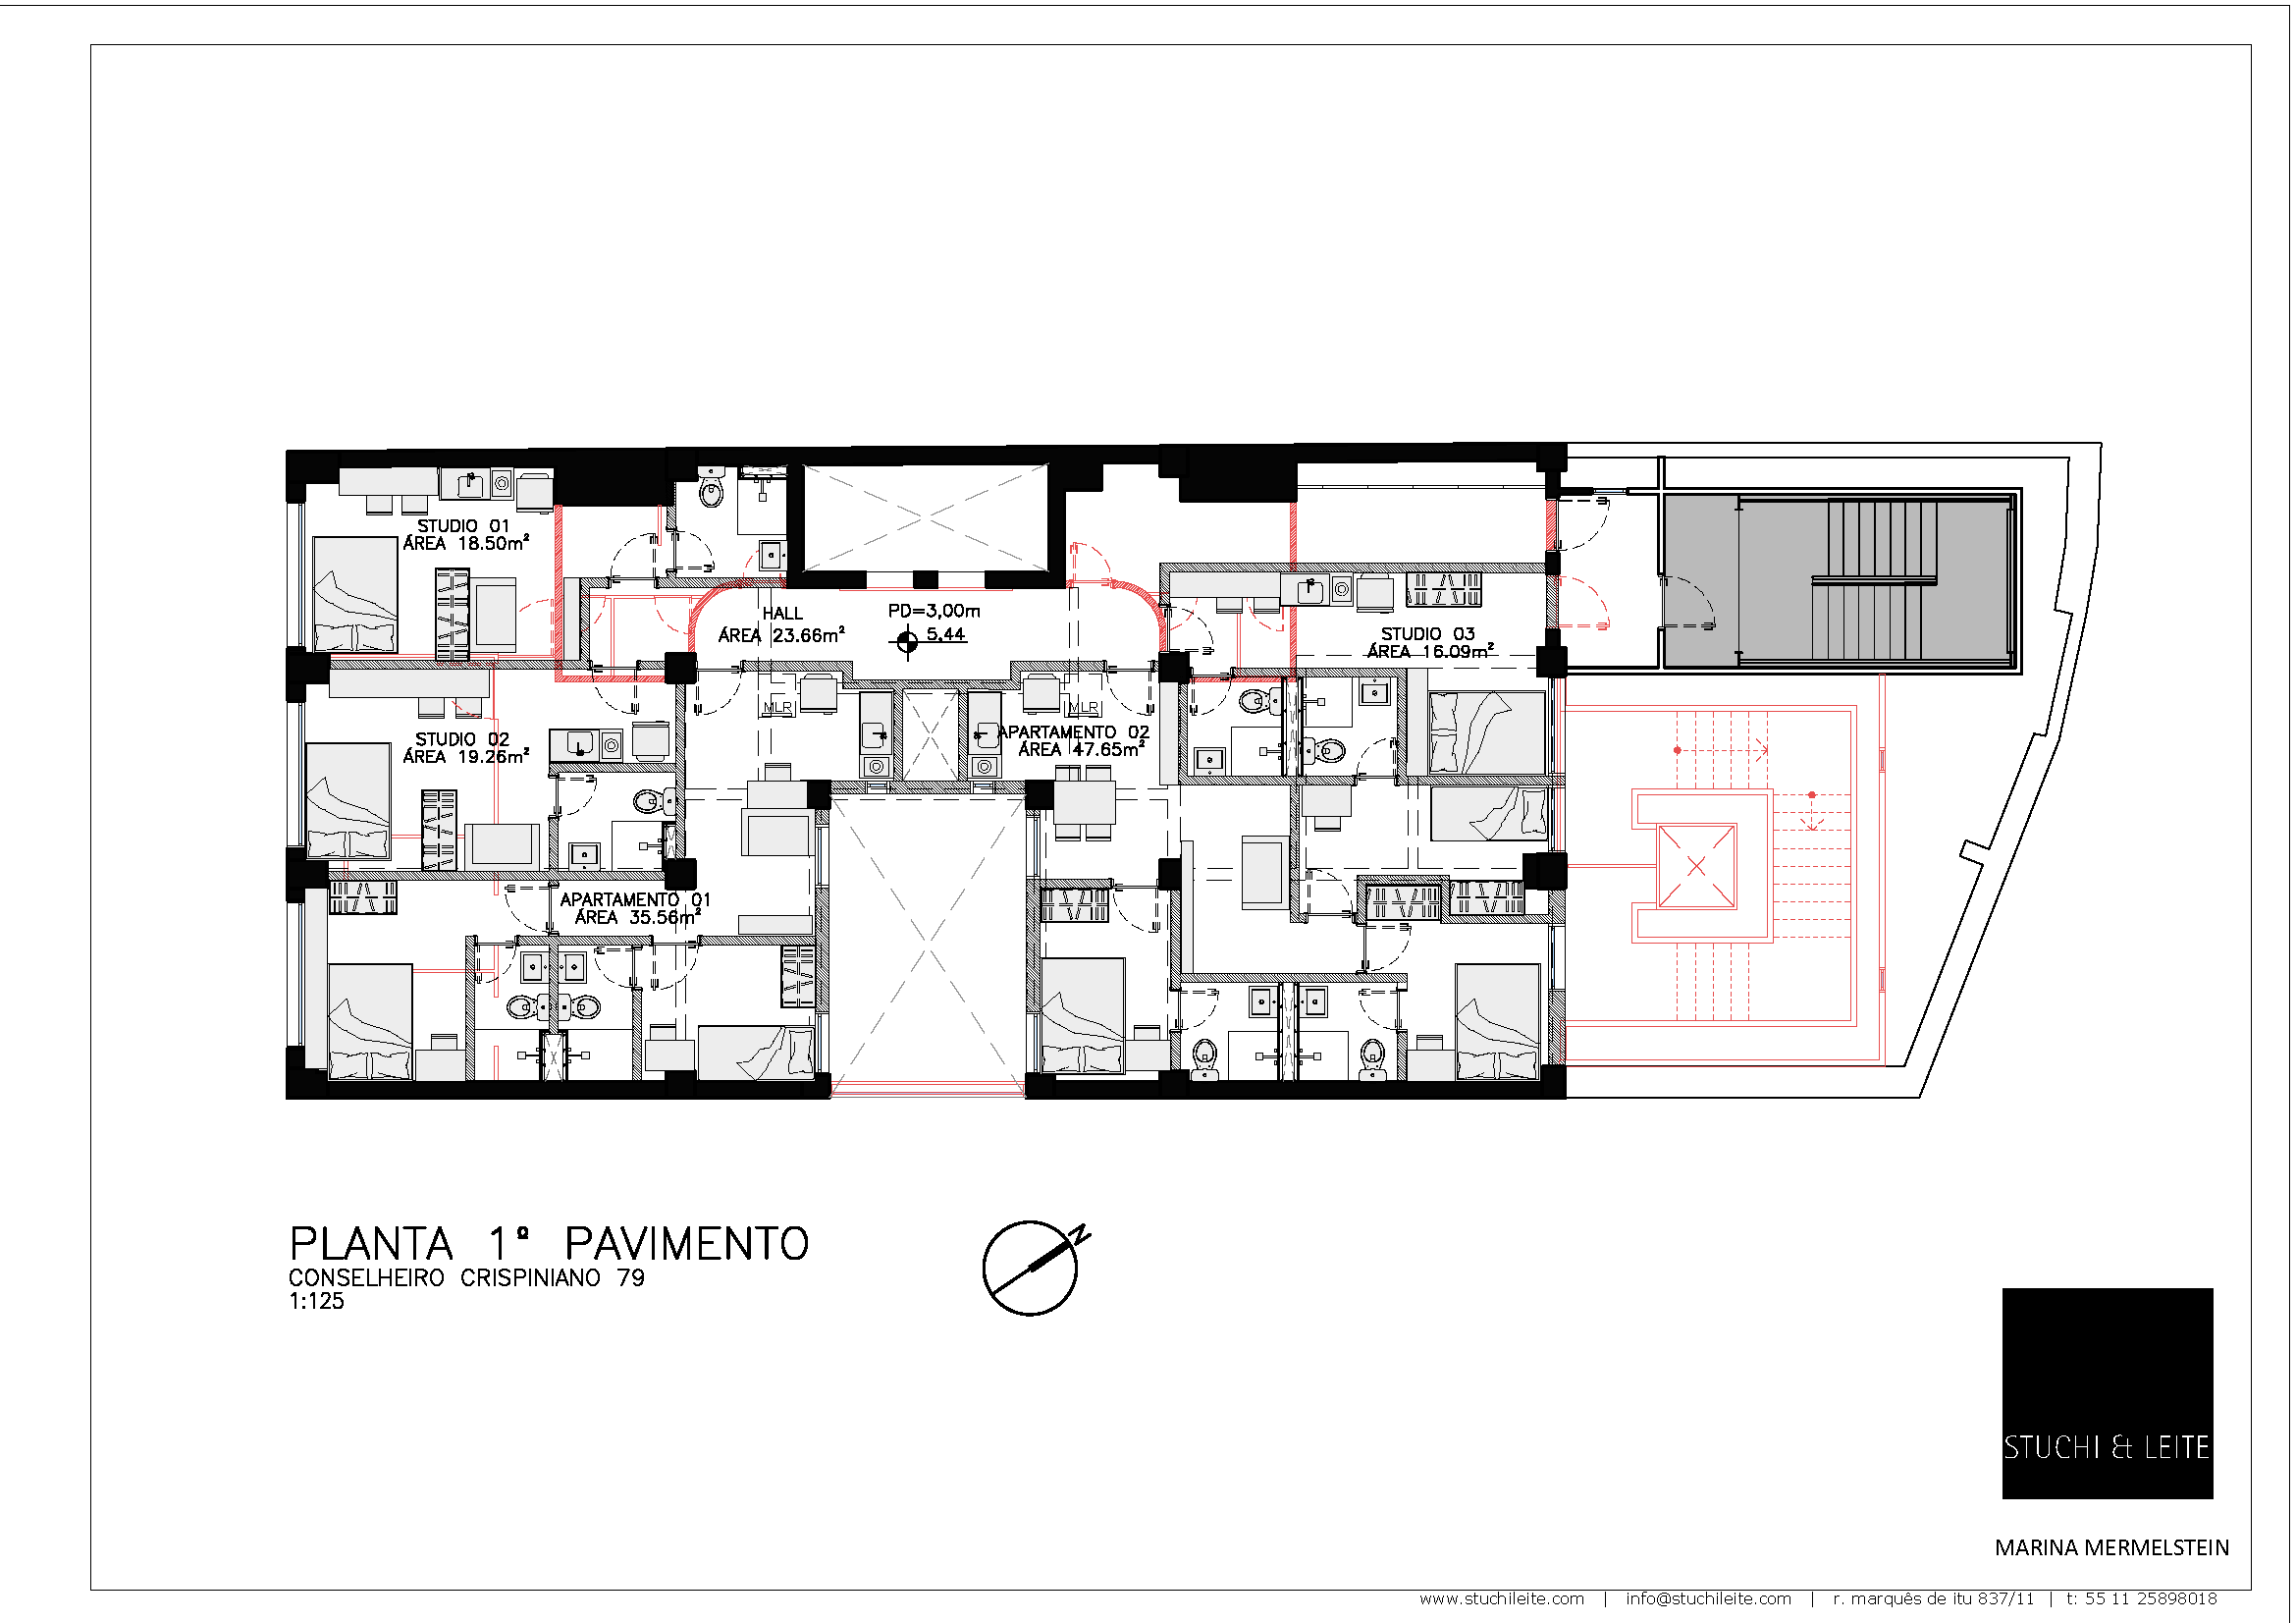 STUDIO 01
ÁREA 18.50m²
HALL
ÁREA 23.66m²
PD=3,00m
5,44
STUDIO 03
ÁREA 16.09m²
STUDIO 02
ÁREA 19.26m²
MLR
MLR
APARTAMENTO 02
ÁREA 47.65m²
APARTAMENTO 01
ÁREA 35.56m²
PLANTA 1º PAVIMENTO
CONSELHEIRO CRISPINIANO 79
1:125
N
STUCHI & LEITE
MARINA MERMELSTEIN
www.stuchileite.com | info@stuchileite.com | r. marquês de itu 837/11 | t: 55 11 25898018